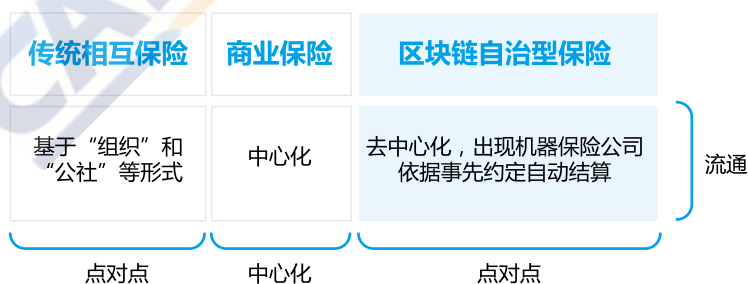 传统相互保险
商业保险
区块链自治型保险
基于“组织”和
“公社”等形式
中心化
去中心化，出现机器保险公司
依据事先约定自动结算
流通
点对点
中心化
点对点